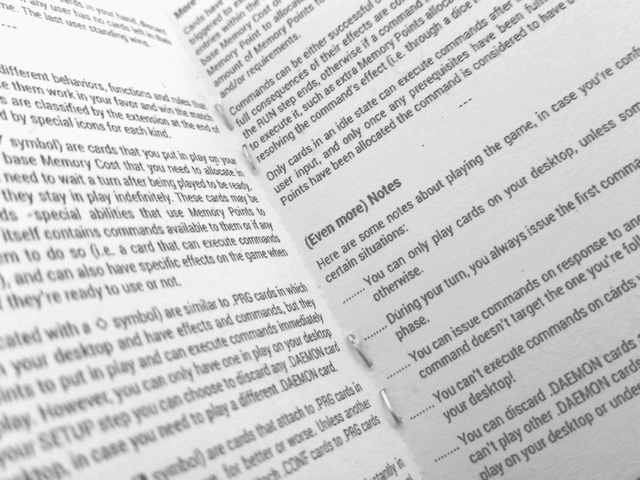 cards in your hand, discard
any user has no cards left in their
me. The last user standing wins.
---
different behaviors, functions and rules that
se them work in your favor and win the match
s are classified by the extension at the end of
d by special icons for each kind.
symbol) are cards that you put in play on your
base Memory Cost that you need to allocate in
need to wait a turn after being played to be ready,
they stay in play indefinitely. These cards may be
ds -special abilities that use Memory Points to
itself contains commands available to them or if any
em to do so (i.e. a card that can execute commands
), and can also have specific effects on the game when
they're ready to use or not.
cated with a ◇ symbol) are similar to .PRG cards in which
your desktop and have effects and commands, but they
ints to put in play and can execute commands immediately
play. However, you can only have one in play on your desktop
your SETUP step you can choose to discard any .DAEMON card
desktop, in case you need to play a different .DAEMON card.
symbol) are cards that attach to .PRG cards in
for better or worse. Unless another
attach .CONF cards to .PRG cards
instantly in
More
Cards have
triggered to
entries within the
base Memory Cost
Memory Point to allocate
amount of Memory Points
and/or requirements.
Commands can be either successful
full consequences of their effects are
the RUN step ends, otherwise if a command
to execute it, such as extra Memory Points allocated
resolving the command's effect (i.e. through a dice
Only cards in an idle state can execute commands after
user input, and only once any prerequisites have been fully
Points have been allocated the command is considered to have
---
(Even more) Notes
Here are some notes about playing the game, in case you're
certain situations:
........ You can only play cards on your desktop, unless
otherwise.
........ During your turn, you always issue the first
phase.
........ You can issue commands on response to
command doesn't target the one you're
........ You can't execute commands on cards
your desktop!
........ You can discard .DAEMON cards
can't play other .DAEMON cards
play on your desktop or under